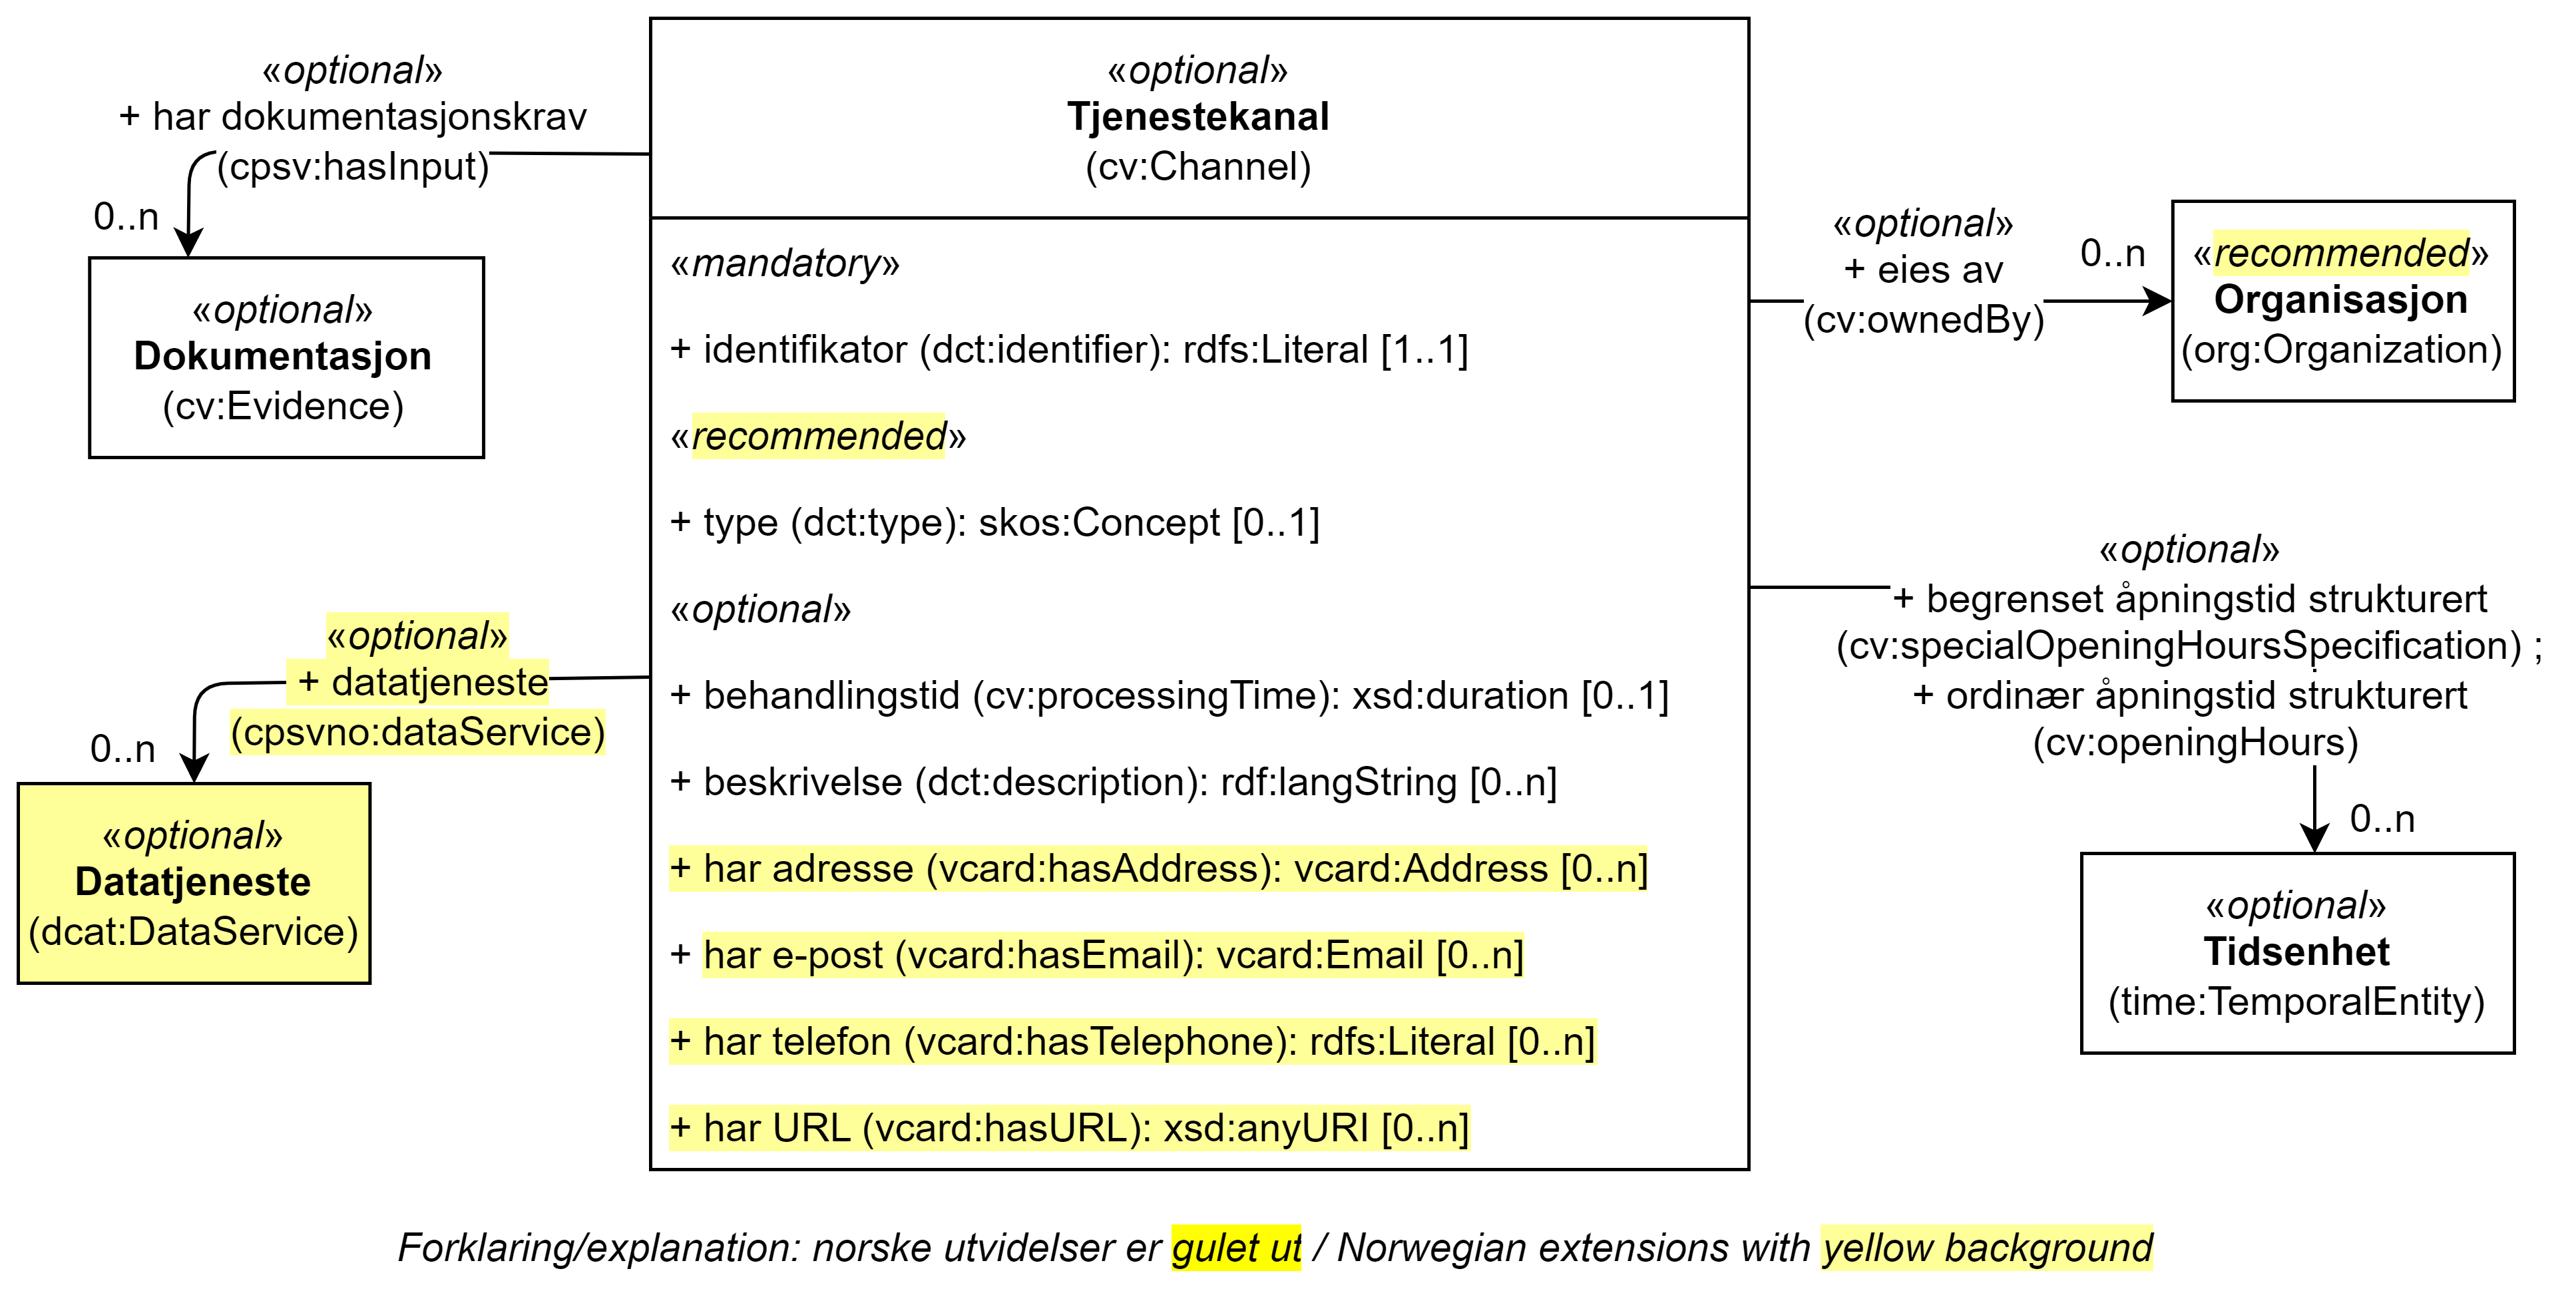 «optional»
+ har dokumentasjonskrav
(cpsv:hasInput)
0..n
«optional»
Dokumentasjon
(cv:Evidence)
«optional»
+ datatjeneste
(cpsvno:dataService)
0..n
«optional»
Datatjeneste
(dcat:DataService)
«optional»
Tjenestekanal
(cv:Channel)
«mandatory»
+ identifikator (dct:identifier): rdfs:Literal [1..1]
«recommended»
+ type (dct:type): skos:Concept [0..1]
«optional»
+ behandlingstid (cv:processingTime): xsd:duration [0..1]
+ beskrivelse (dct:description): rdf:langString [0..n]
+ har adresse (vcard:hasAddress): vcard:Address [0..n]
+ har e-post (vcard:hasEmail): vcard:Email [0..n]
+ har telefon (vcard:hasTelephone): rdfs:Literal [0..n]
+ har URL (vcard:hasURL): xsd:anyURI [0..n]
«optional»
+ eies av
(cv:ownedBy)
0..n
«recommended»
Organisasjon
(org:Organization)
«optional»
+ begrenset åpningstid strukturert
(cv:specialOpeningHoursSpecification) ;
+ ordinær åpningstid strukturert
(cv:openingHours)
0..n
«optional»
Tidsenhet
(time:TemporalEntity)
Forklaring/explanation: norske utvidelser er gulet ut / Norwegian extensions with yellow background